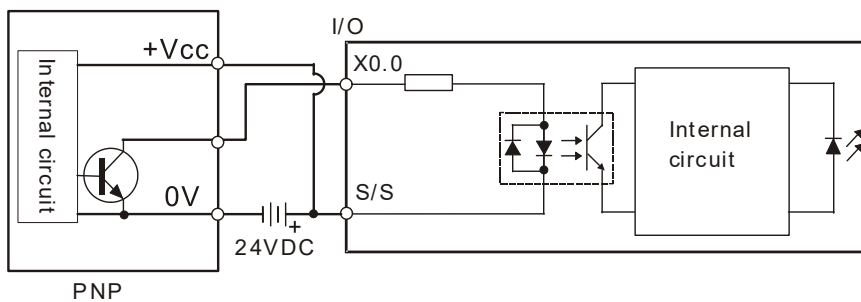 I/O
+Vcc
X0.0
Internal circuit
Internal
circuit
0V
S/S
+
24VDC
PNP